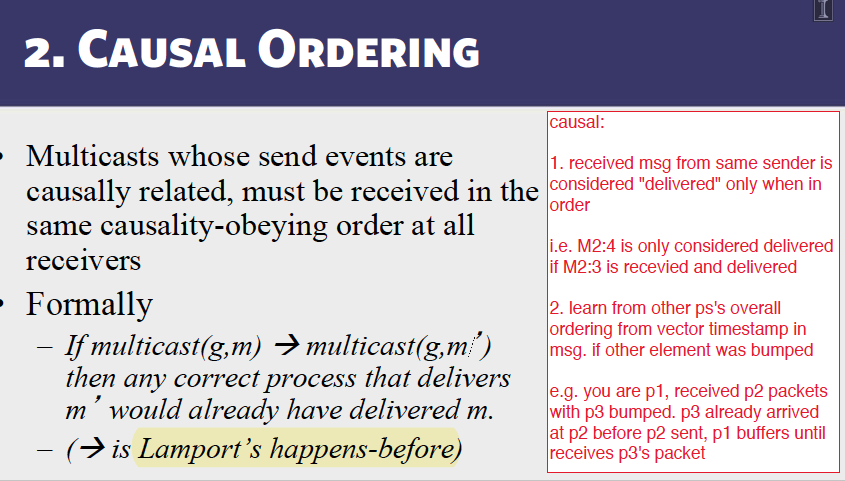 2. CAUSAL ORDERING
• Multicasts whose send events are
causally related, must be received in the
same causality-obeying order at all
receivers
• Formally
– If multicast(g,m) → multicast(g,m’)
then any correct process that delivers
m’ would already have delivered m.
– (→ is Lamport’s happens-before)
causal:
1. received msg from same sender is
considered "delivered" only when in
order
i.e. M2:4 is only considered delivered
if M2:3 is recevied and delivered
2. learn from other ps's overall
ordering from vector timestamp in
msg. if other element was bumped
e.g. you are p1, received p2 packets
with p3 bumped. p3 already arrived
at p2 before p2 sent, p1 buffers until
receives p3's packet